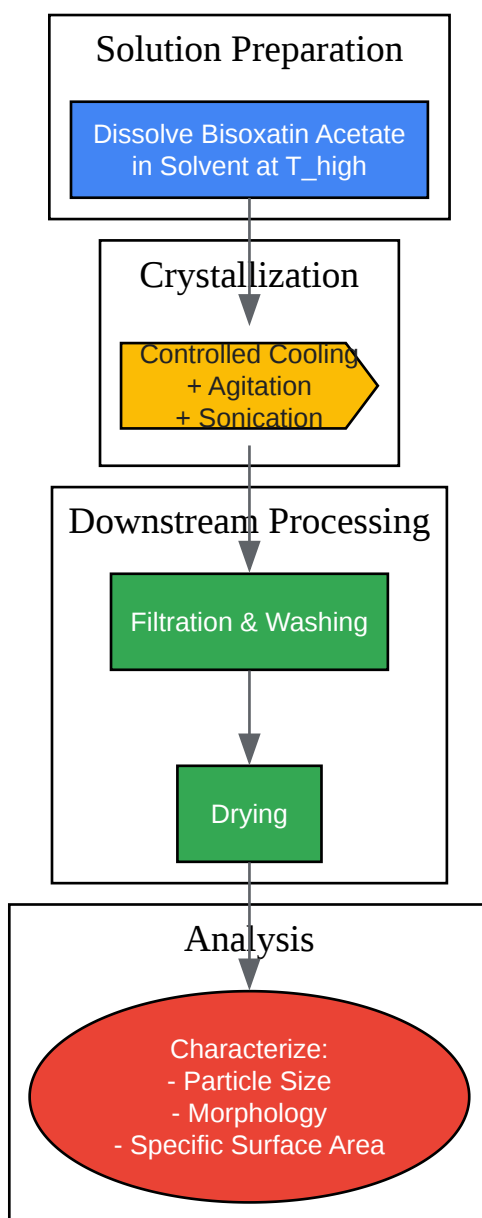 Solution Preparation
Dissolve Bisoxatin Acetate
in Solvent at T_high
Crystallization
Controlled Cooling
+ Agitation
+ Sonication
Downstream Processing
Filtration & Washing
Drying
Analysis
Characterize:
- Particle Size
- Morphology
- Specific Surface Area